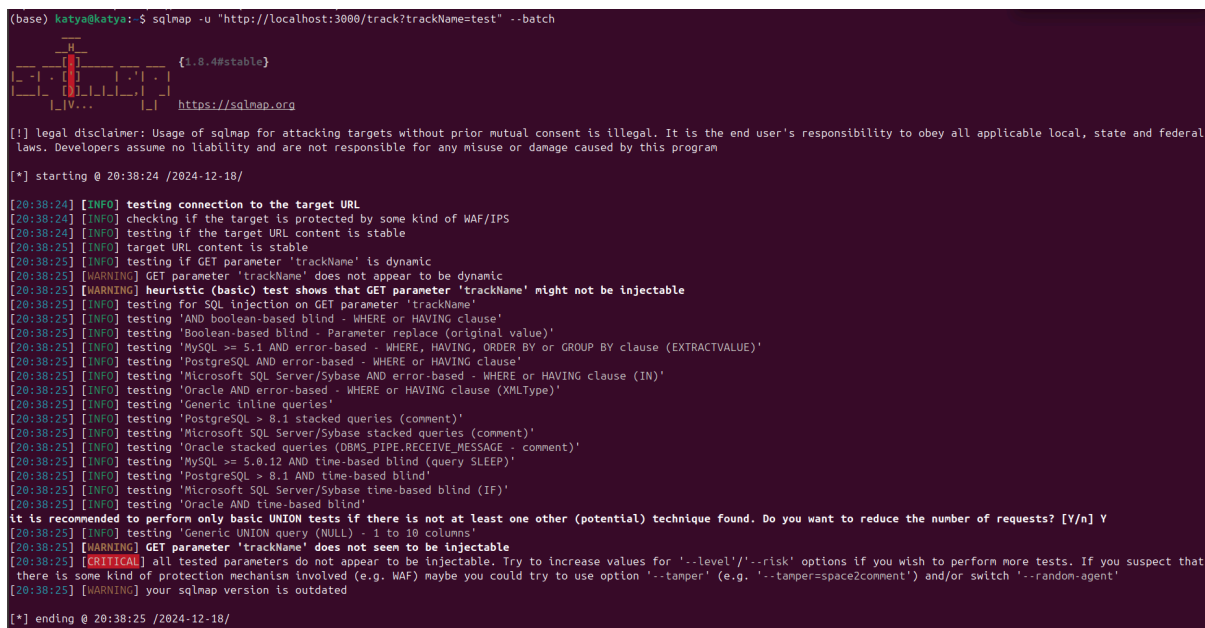 (base) katya@katya:~$ sqlmap -u "http://localhost:3000/track?trackName=test" --batch
        ___
       __H__
 ___ ___[.]_____ ___ ___  {1.8.4#stable}
|_ -| . [']     | .'| . |
|___|_  [)]_|_|_|__,|  _|
      |_|V...       |_|   https://sqlmap.org
[!] legal disclaimer: Usage of sqlmap for attacking targets without prior mutual consent is illegal. It is the end user's responsibility to obey all applicable local, state and federal
 laws. Developers assume no liability and are not responsible for any misuse or damage caused by this program
[*] starting @ 20:38:24 /2024-12-18/
[20:38:24] [INFO] testing connection to the target URL
[20:38:24] [INFO] checking if the target is protected by some kind of WAF/IPS
[20:38:24] [INFO] testing if the target URL content is stable
[20:38:25] [INFO] target URL content is stable
[20:38:25] [INFO] testing if GET parameter 'trackName' is dynamic
[20:38:25] [WARNING] GET parameter 'trackName' does not appear to be dynamic
[20:38:25] [WARNING] heuristic (basic) test shows that GET parameter 'trackName' might not be injectable
[20:38:25] [INFO] testing for SQL injection on GET parameter 'trackName'
[20:38:25] [INFO] testing 'AND boolean-based blind - WHERE or HAVING clause'
[20:38:25] [INFO] testing 'Boolean-based blind - Parameter replace (original value)'
[20:38:25] [INFO] testing 'MySQL >= 5.1 AND error-based - WHERE, HAVING, ORDER BY or GROUP BY clause (EXTRACTVALUE)'
[20:38:25] [INFO] testing 'PostgreSQL AND error-based - WHERE or HAVING clause'
[20:38:25] [INFO] testing 'Microsoft SQL Server/Sybase AND error-based - WHERE or HAVING clause (IN)'
[20:38:25] [INFO] testing 'Oracle AND error-based - WHERE or HAVING clause (XMLType)'
[20:38:25] [INFO] testing 'Generic inline queries'
[20:38:25] [INFO] testing 'PostgreSQL > 8.1 stacked queries (comment)'
[20:38:25] [INFO] testing 'Microsoft SQL Server/Sybase stacked queries (comment)'
[20:38:25] [INFO] testing 'Oracle stacked queries (DBMS_PIPE.RECEIVE_MESSAGE - comment)'
[20:38:25] [INFO] testing 'MySQL >= 5.0.12 AND time-based blind (query SLEEP)'
[20:38:25] [INFO] testing 'PostgreSQL > 8.1 AND time-based blind'
[20:38:25] [INFO] testing 'Microsoft SQL Server/Sybase time-based blind (IF)'
[20:38:25] [INFO] testing 'Oracle AND time-based blind'
it is recommended to perform only basic UNION tests if there is not at least one other (potential) technique found. Do you want to reduce the number of requests? [Y/n] Y
[20:38:25] [INFO] testing 'Generic UNION query (NULL) - 1 to 10 columns'
[20:38:25] [WARNING] GET parameter 'trackName' does not seem to be injectable
[20:38:25] [CRITICAL] all tested parameters do not appear to be injectable. Try to increase values for '--level'/'--risk' options if you wish to perform more tests. If you suspect that
 there is some kind of protection mechanism involved (e.g. WAF) maybe you could try to use option '--tamper' (e.g. '--tamper=space2comment') and/or switch '--random-agent'
[20:38:25] [WARNING] your sqlmap version is outdated
[*] ending @ 20:38:25 /2024-12-18/